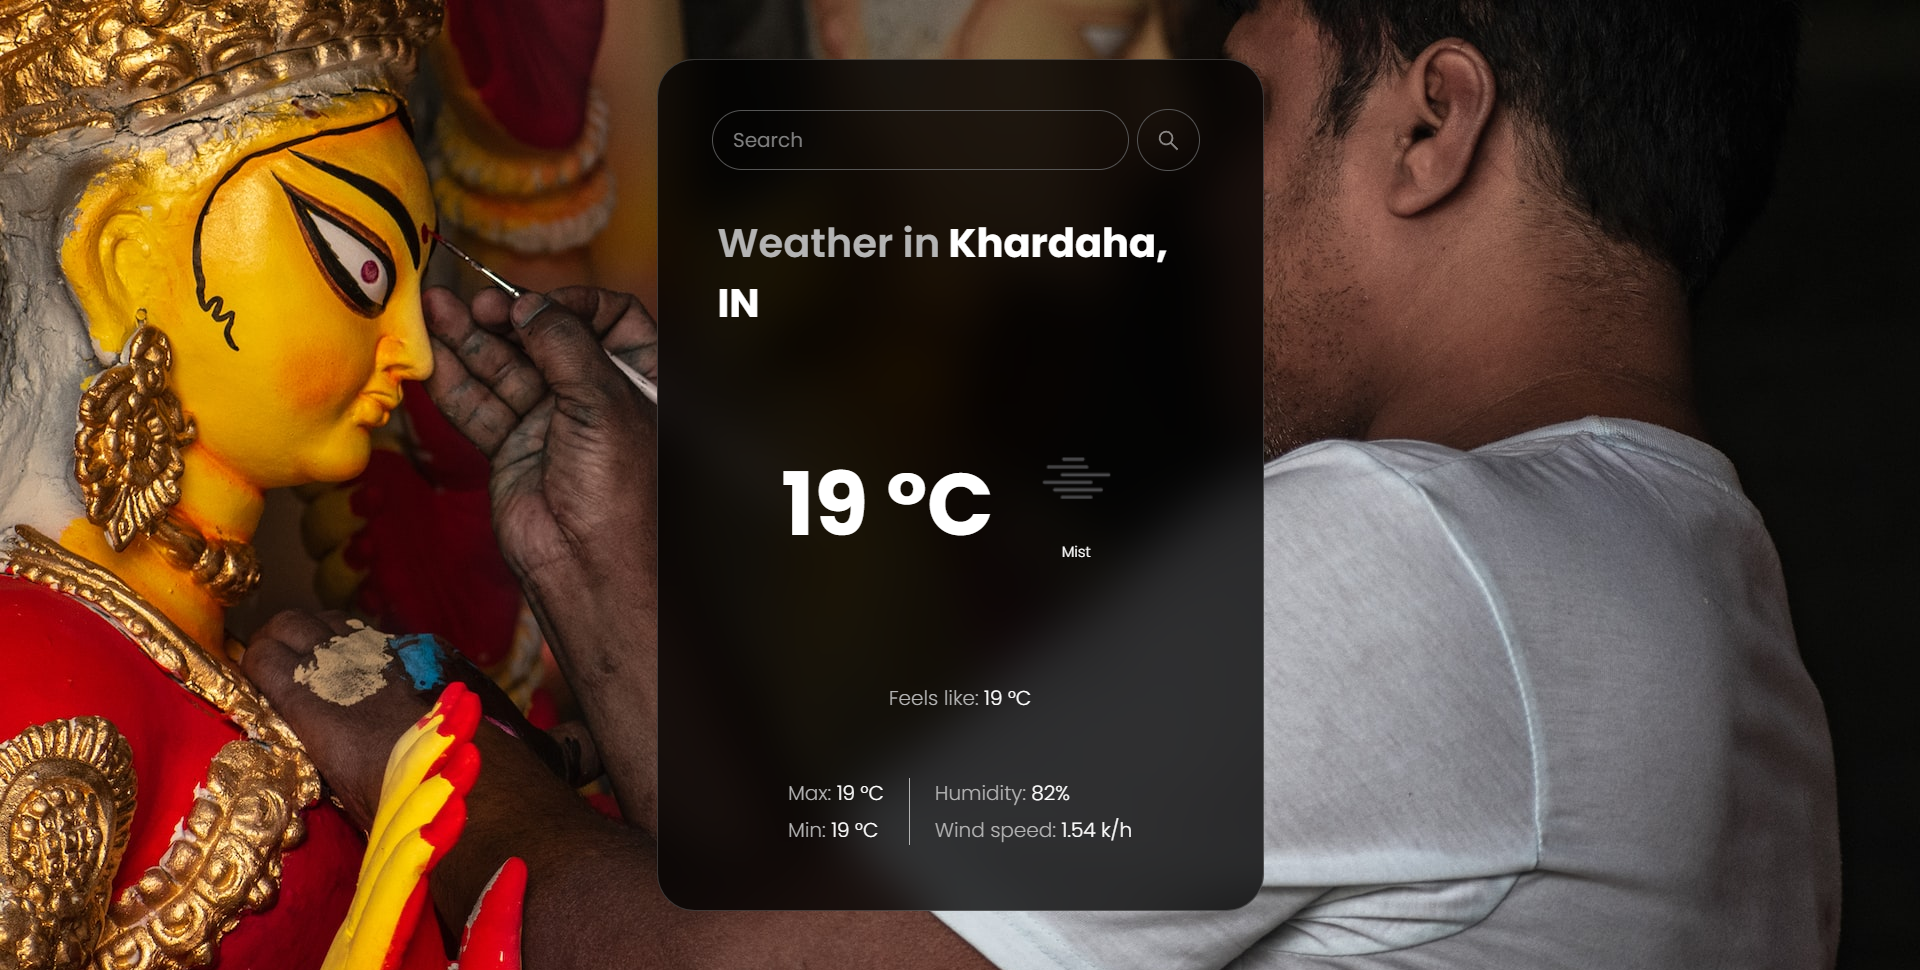 Search
Weather in Khardaha,
IN
19 °C
Mist
Feels like: 19 °C
Max: 19 °C
Min: 19 °C
Humidity: 82%
Wind speed: 1.54 k/h